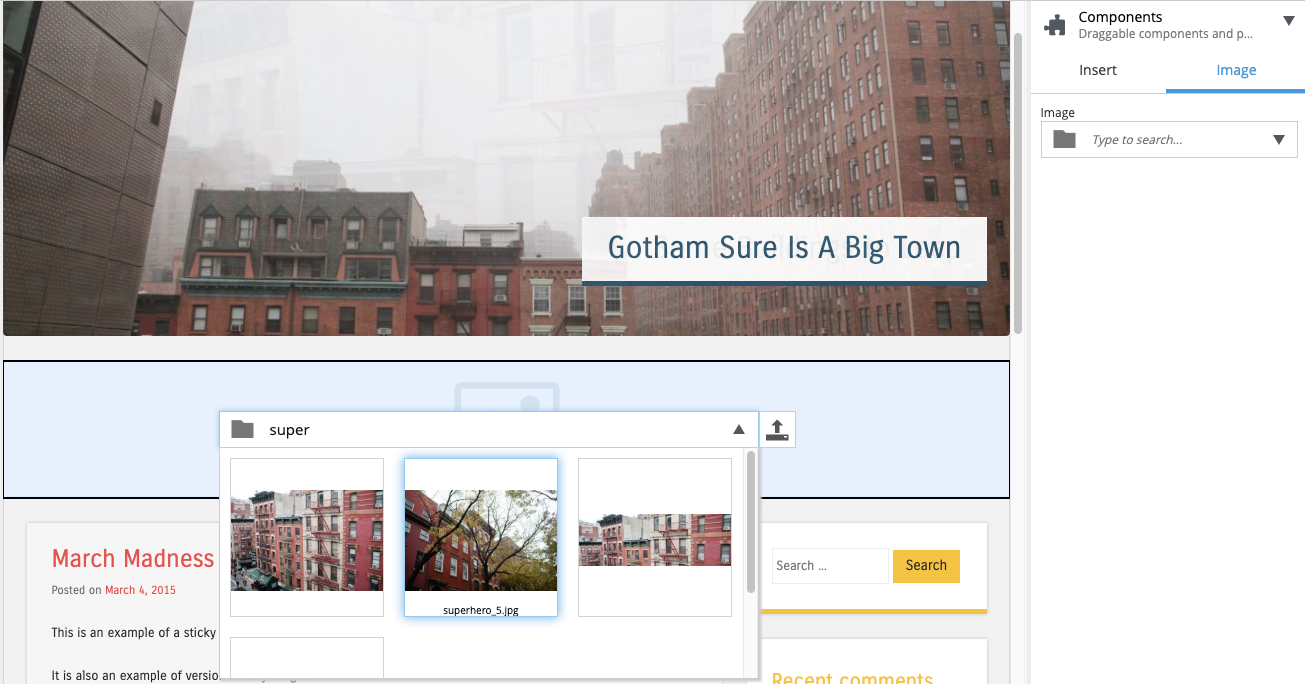 Components
Draggable components and p...
Insert
Image
Image
Type to search...
Gotham Sure Is A Big Town
super
superhero_5.jpg
March Madness
Posted on March 4, 2015
This is an example of a sticky
It is also an example of versio
Search ...
Search
Recent comments